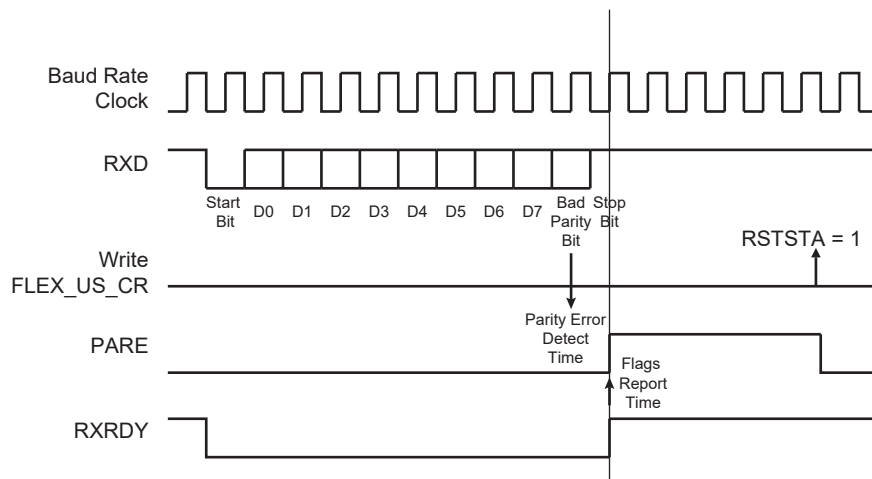 Baud Rate
Clock
RXD
Start
Bit
D0
D1
D2
D3
D4
D5
D6
D7
Bad
Parity
Bit
Stop
Bit
RSTSTA = 1
Write
FLEX_US_CR
Parity Error
Detect
Time
PARE
Flags
Report
Time
RXRDY